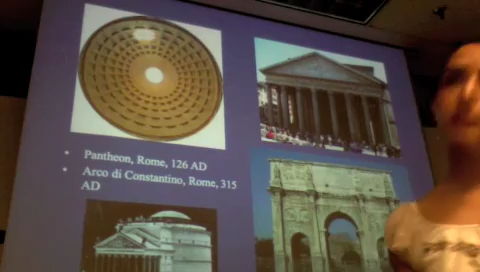 • Pantheon, Rome, 126 AD
• Arco di Constantino, Rome, 315
AD